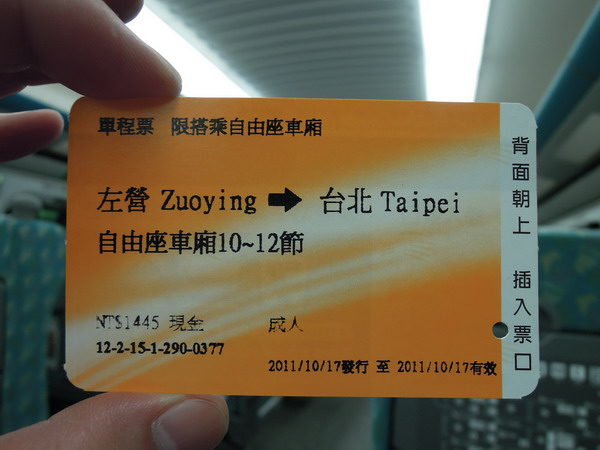 單程票 限搭乘自由座車廂
左營 Zuoying ➡ 台北 Taipei
自由座車廂10~12節
NT$1445 現金 成人
12-2-15-1-290-0377
2011/10/17發行 至 2011/10/17有效
背面朝上 插入票口